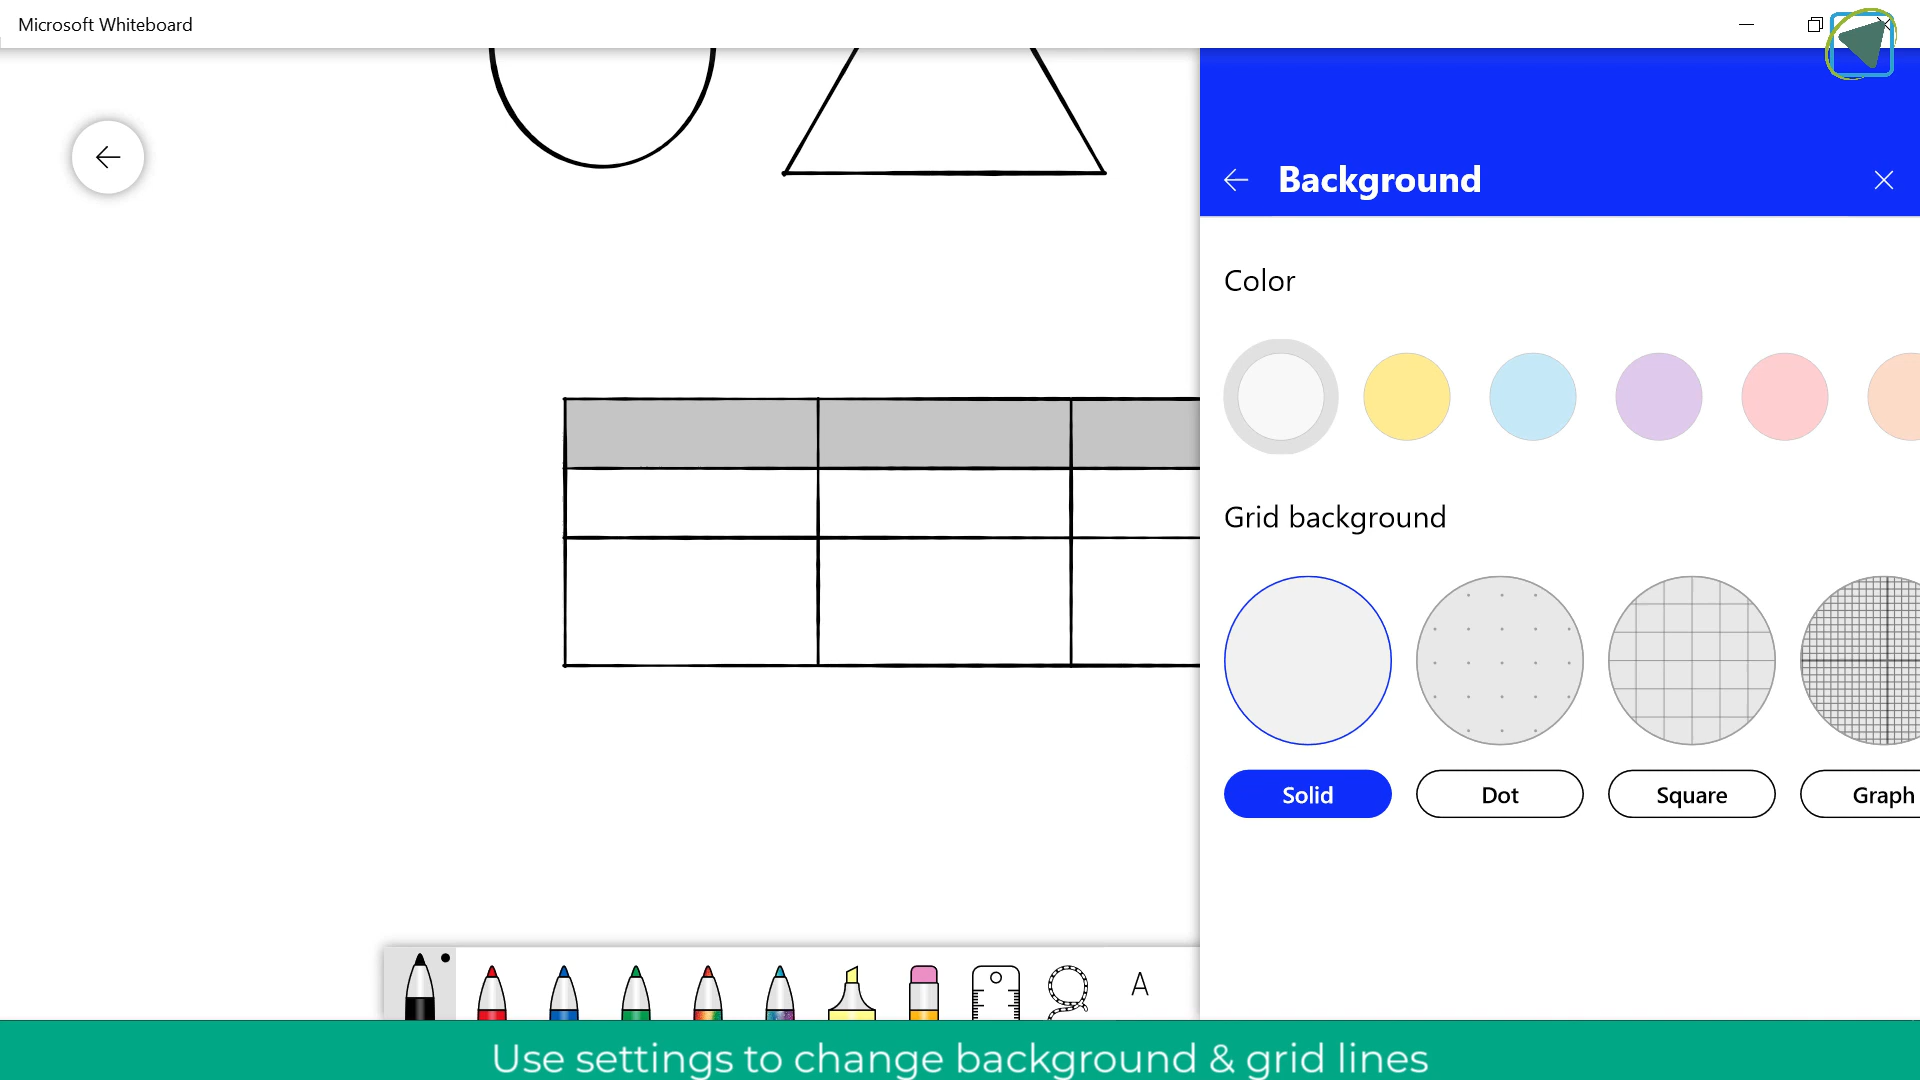 Microsoft Whiteboard
Background
Color
Grid background
Solid
Dot
Square
Graph
A
Use settings to change background & grid lines